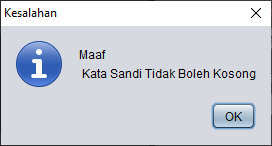 Kesalahan
Maaf
Kata Sandi Tidak Boleh Kosong
OK